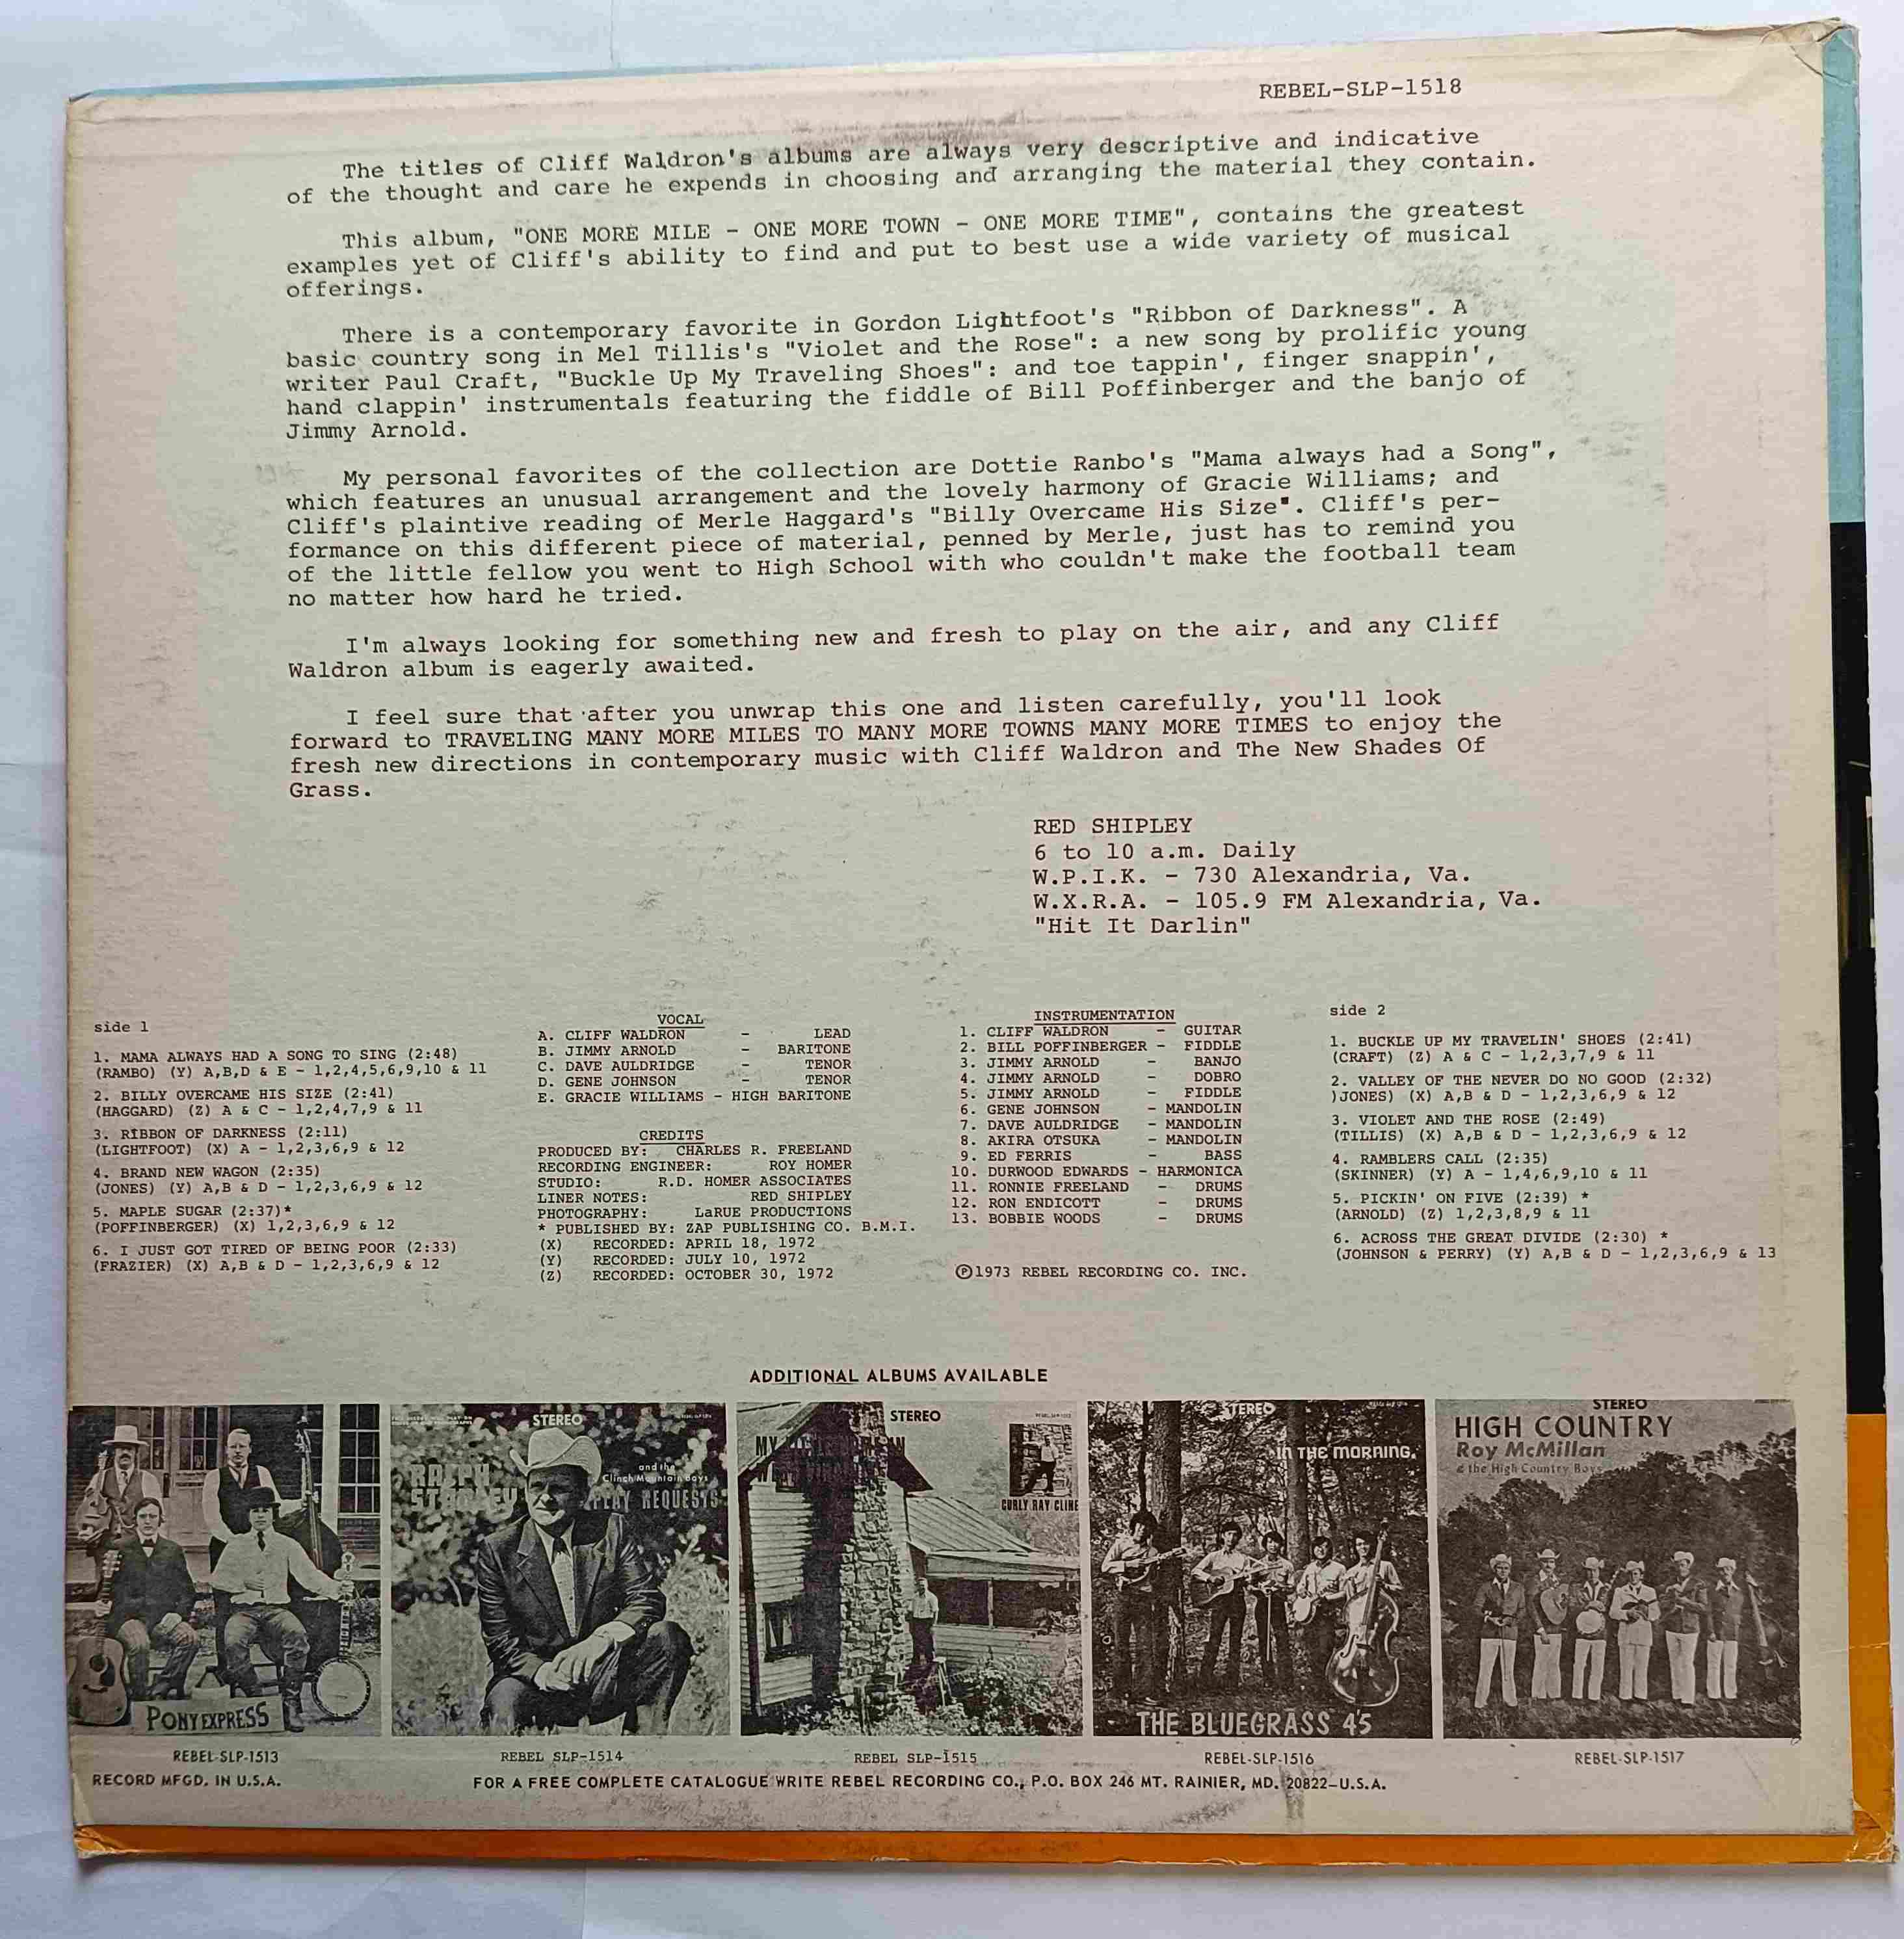 REBEL-SLP-1518
The titles of Cliff Waldron's albums are always very descriptive and indicative
of the thought and care he expends in choosing and arranging the material they contain.
This album, "ONE MORE MILE - ONE MORE TOWN - ONE MORE TIME", contains the greatest
examples yet of Cliff's ability to find and put to best use a wide variety of musical
offerings.
There is a contemporary favorite in Gordon Lightfoot's "Ribbon of Darkness". A
basic country song in Mel Tillis's "Violet and the Rose": a new song by prolific young
writer Paul Craft, "Buckle Up My Traveling Shoes": and toe tappin', finger snappin',
hand clappin' instrumentals featuring the fiddle of Bill Poffinberger and the banjo of
Jimmy Arnold.
My personal favorites of the collection are Dottie Ranbo's "Mama always had a Song",
which features an unusual arrangement and the lovely harmony of Gracie Williams; and
Cliff's plaintive reading of Merle Haggard's "Billy Overcame His Size". Cliff's per-
formance on this different piece of material, penned by Merle, just has to remind you
of the little fellow you went to High School with who couldn't make the football team
no matter how hard he tried.
I'm always looking for something new and fresh to play on the air, and any Cliff
Waldron album is eagerly awaited.
I feel sure that after you unwrap this one and listen carefully, you'll look
forward to TRAVELING MANY MORE MILES TO MANY MORE TOWNS MANY MORE TIMES to enjoy the
fresh new directions in contemporary music with Cliff Waldron and The New Shades Of
Grass.
RED SHIPLEY
6 to 10 a.m. Daily
W.P.I.K. - 730 Alexandria, Va.
W.X.R.A. - 105.9 FM Alexandria, Va.
"Hit It Darlin"
side 1
1. MAMA ALWAYS HAD A SONG TO SING (2:48)
(RAMBO) (Y) A,B,D & E - 1,2,4,5,6,9,10 & 11
2. BILLY OVERCAME HIS SIZE (2:41)
(HAGGARD) (Z) A & C - 1,2,4,7,9 & 11
3. RIBBON OF DARKNESS (2:11)
(LIGHTFOOT) (X) A - 1,2,3,6,9 & 12
4. BRAND NEW WAGON (2:35)
(JONES) (Y) A,B & D - 1,2,3,6,9 & 12
5. MAPLE SUGAR (2:37)*
(POFFINBERGER) (X) 1,2,3,6,9 & 12
6. I JUST GOT TIRED OF BEING POOR (2:33)
(FRAZIER) (X) A,B & D - 1,2,3,6,9 & 12
VOCAL
A. CLIFF WALDRON - LEAD
B. JIMMY ARNOLD - BARITONE
C. DAVE AULDRIDGE - TENOR
D. GENE JOHNSON - TENOR
E. GRACIE WILLIAMS - HIGH BARITONE
CREDITS
PRODUCED BY: CHARLES R. FREELAND
RECORDING ENGINEER: ROY HOMER
STUDIO: R.D. HOMER ASSOCIATES
LINER NOTES: RED SHIPLEY
PHOTOGRAPHY: LaRUE PRODUCTIONS
* PUBLISHED BY: ZAP PUBLISHING CO. B.M.I.
(X) RECORDED: APRIL 18, 1972
(Y) RECORDED: JULY 10, 1972
(Z) RECORDED: OCTOBER 30, 1972
INSTRUMENTATION
1. CLIFF WALDRON - GUITAR
2. BILL POFFINBERGER - FIDDLE
3. JIMMY ARNOLD - BANJO
4. JIMMY ARNOLD - DOBRO
5. JIMMY ARNOLD - FIDDLE
6. GENE JOHNSON - MANDOLIN
7. DAVE AULDRIDGE - MANDOLIN
8. AKIRA OTSUKA - MANDOLIN
9. ED FERRIS - BASS
10. DURWOOD EDWARDS - HARMONICA
11. RONNIE FREELAND - DRUMS
12. RON ENDICOTT - DRUMS
13. BOBBIE WOODS - DRUMS
℗1973 REBEL RECORDING CO. INC.
side 2
1. BUCKLE UP MY TRAVELIN' SHOES (2:41)
(CRAFT) (Z) A & C - 1,2,3,7,9 & 11
2. VALLEY OF THE NEVER DO NO GOOD (2:32)
)JONES) (X) A,B & D - 1,2,3,6,9 & 12
3. VIOLET AND THE ROSE (2:49)
(TILLIS) (X) A,B & D - 1,2,3,6,9 & 12
4. RAMBLERS CALL (2:35)
(SKINNER) (Y) A - 1,4,6,9,10 & 11
5. PICKIN' ON FIVE (2:39) *
(ARNOLD) (Z) 1,2,3,8,9 & 11
6. ACROSS THE GREAT DIVIDE (2:30) *
(JOHNSON & PERRY) (Y) A,B & D - 1,2,3,6,9 & 13
ADDITIONAL ALBUMS AVAILABLE
PONY EXPRESS
STEREO
RALPH STANLEY
and the
Clinch Mountain Boys
PLAY REQUESTS
STEREO
MY
CURLY RAY CLINE
STEREO
IN THE MORNING
THE BLUEGRASS 45
STEREO
HIGH COUNTRY
Roy McMillan
& the High Country Boys
REBEL-SLP-1513
REBEL SLP-1514
REBEL SLP-1515
REBEL-SLP-1516
REBEL-SLP-1517
RECORD MFGD. IN U.S.A.
FOR A FREE COMPLETE CATALOGUE WRITE REBEL RECORDING CO., P.O. BOX 246 MT. RAINIER, MD. 20822-U.S.A.